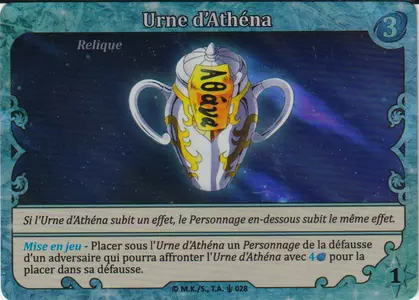 Urne d'Athéna
3
Relique
Αθάνα
Si l'Urne d'Athéna subit un effet, le Personnage en-dessous subit le même effet.
Mise en jeu - Placer sous l'Urne d'Athéna un Personnage de la défausse
d'un adversaire qui pourra affronter l'Urne d'Athéna avec 4 pour
la placer dans sa défausse.
1
© M.K./S., T.A. ψ 028